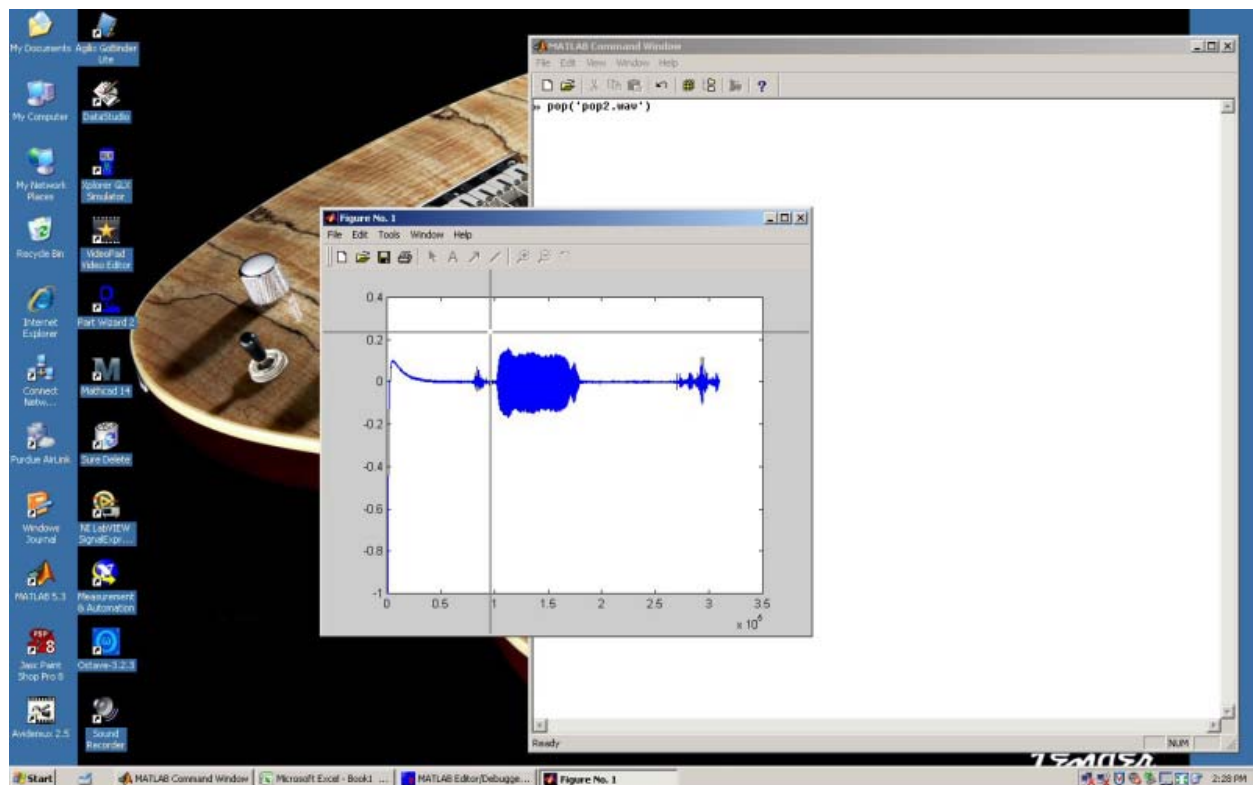 My Documents
Agilis Gottinder
Lite
My Computer
DataStudio
My Network
Places
Xplorer GLX
Simulator
Recycle Bin
VideoPad
Video Editor
Internet
Explorer
Part Wizard 2
Connect
Netw...
Mathcad 14
Purdue AirLink
Sure Delete
Windows
Journal
NI LabVIEW
SignalExpr...
MATLAB 5.3
Measurement
& Automation
PSP
8
Jasc Paint
Shop Pro 8
Octave-3.2.3
Avidemux 2.5
Sound
Recorder
MATLAB Command Window
File Edit View Window Help
» pop('pop2.wav')
Ready
NUM
Figure No. 1
File Edit Tools Window Help
A
0.4
0.2
0
-0.2
-0.4
-0.6
-0.8
-1
0 0.5 1 1.5 2 2.5 3 3.5
Start
MATLAB Command Window
Microsoft Excel - Book1 ...
MATLAB Editor/Debugge...
Figure No. 1
2:28 PM